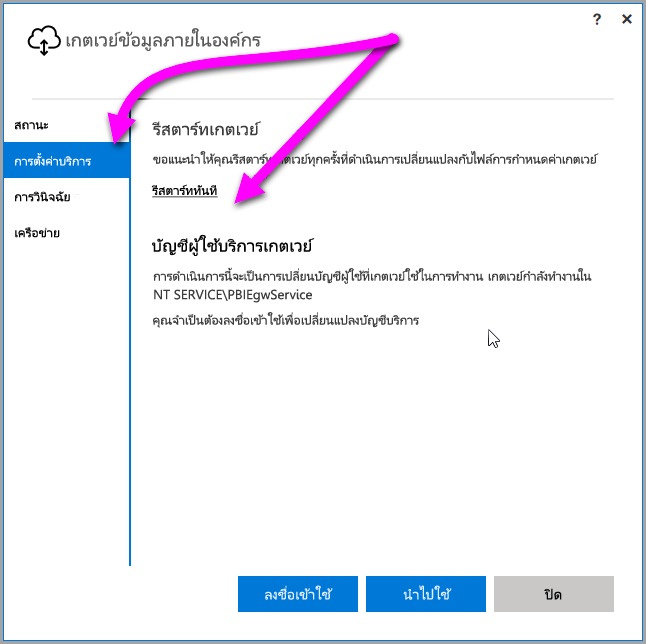 ? ×
เกตเวย์ข้อมูลภายในองค์กร
สถานะ
การตั้งค่าบริการ
การวินิจฉัย
เครือข่าย
รีสตาร์ทเกตเวย์
ขอแนะนำให้คุณรีสตาร์ทเกตเวย์ทุกครั้งที่ดำเนินการเปลี่ยนแปลงกับไฟล์การกำหนดค่าเกตเวย์
รีสตาร์ททันที
บัญชีผู้ใช้บริการเกตเวย์
การดำเนินการนี้จะเป็นการเปลี่ยนบัญชีผู้ใช้ที่เกตเวย์ใช้ในการทำงาน เกตเวย์กำลังทำงานใน
NT SERVICE\PBIEgwService
คุณจำเป็นต้องลงชื่อเข้าใช้เพื่อเปลี่ยนแปลงบัญชีบริการ
ลงชื่อเข้าใช้ นำไปใช้ ปิด